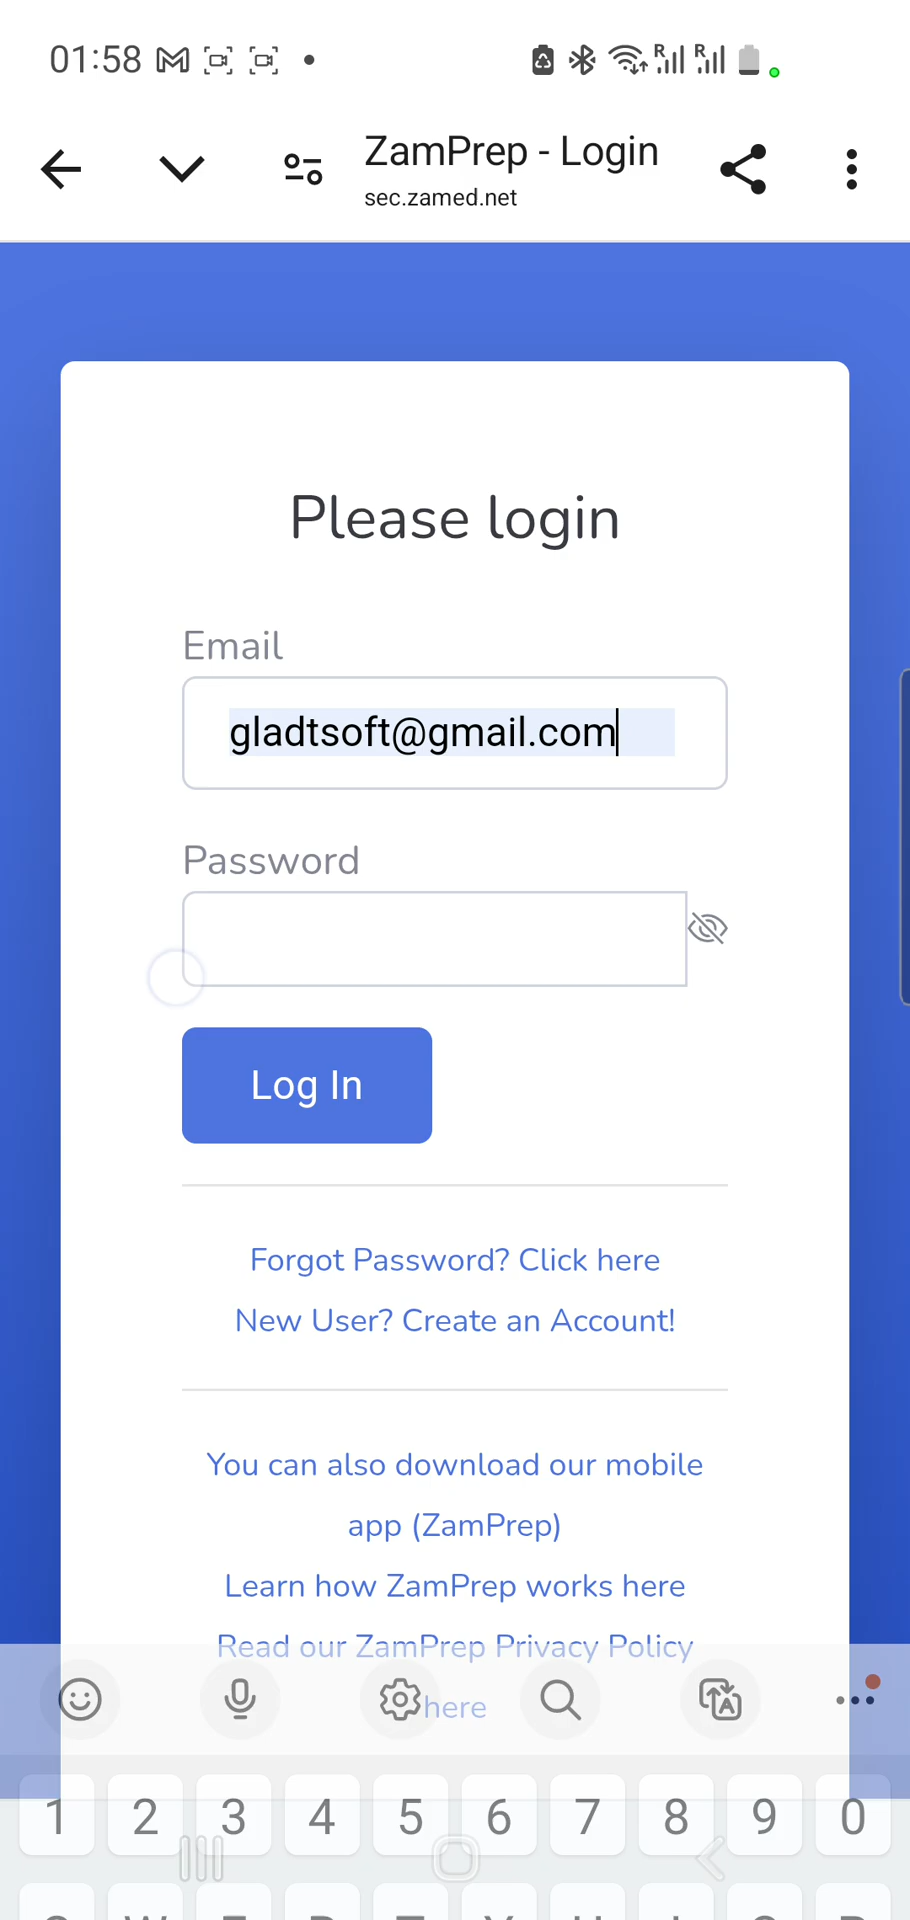 01:58
ZamPrep - Login
sec.zamed.net
Please login
Email
gladtsoft@gmail.com
Password
Log In
Forgot Password? Click here
New User? Create an Account!
You can also download our mobile
app (ZamPrep)
Learn how ZamPrep works here
Read our ZamPrep Privacy Policy
here
1 2 3 4 5 6 7 8 9 0